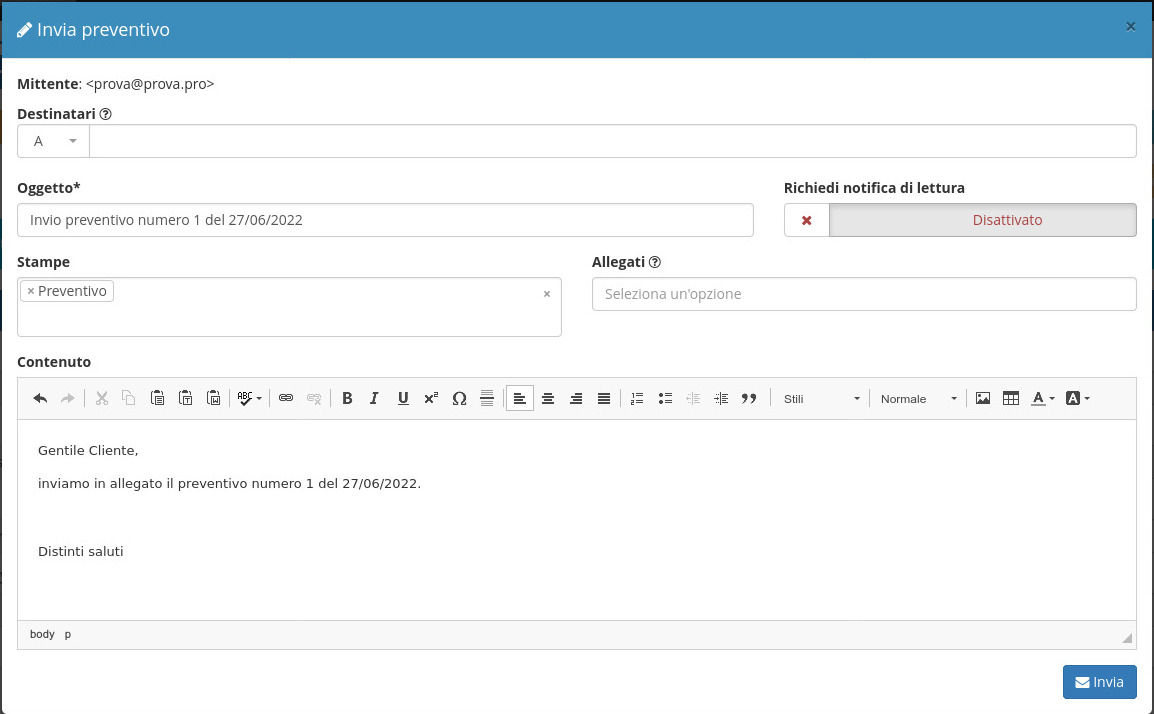 Invia preventivo
×
Mittente: <prova@prova.pro>
Destinatari
A
Oggetto*
Richiedi notifica di lettura
Invio preventivo numero 1 del 27/06/2022
Disattivato
Stampe
Allegati
× Preventivo
×
Seleziona un'opzione
Contenuto
ABC B I U x² Ω Stili Normale A A
Gentile Cliente,
inviamo in allegato il preventivo numero 1 del 27/06/2022.
Distinti saluti
body p
Invia